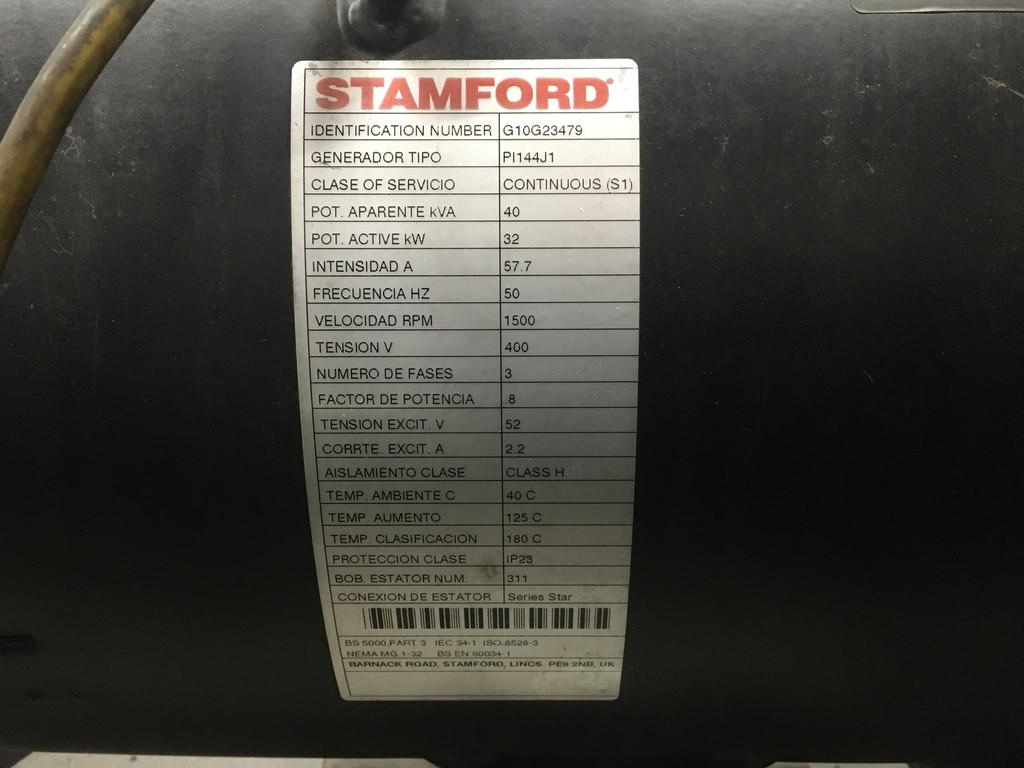 STAMFORD
IDENTIFICATION NUMBER G10G23479
GENERADOR TIPO PI144J1
CLASE OF SERVICIO CONTINUOUS (S1)
POT. APARENTE kVA 40
POT. ACTIVE kW 32
INTENSIDAD A 57.7
FRECUENCIA HZ 50
VELOCIDAD RPM 1500
TENSION V 400
NUMERO DE FASES 3
FACTOR DE POTENCIA .8
TENSION EXCIT. V 52
CORRTE. EXCIT. A 2.2
AISLAMIENTO CLASE CLASS H
TEMP. AMBIENTE C 40 C
TEMP. AUMENTO 125 C
TEMP. CLASIFICACION 180 C
PROTECCION CLASE IP23
BOB. ESTATOR NUM. 311
CONEXION DE ESTATOR Series Star
BS 5000,PART 3 IEC 34-1 ISO 8528-3
NEMA MG 1-32 BS EN 60034-1
BARNACK ROAD, STAMFORD, LINCS. PE9 2NB, UK